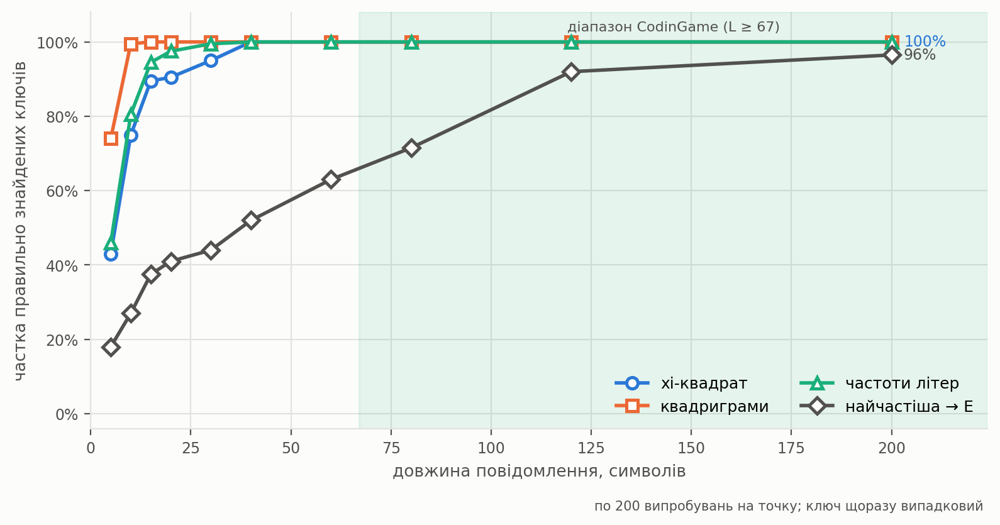 діапазон CodinGame (L ≥ 67)
100%
96%
100%
80%
60%
40%
20%
0%
частка правильно знайдених ключів
хі-квадрат
квадриграми
частоти літер
найчастіша → E
0 25 50 75 100 125 150 175 200
довжина повідомлення, символів
по 200 випробувань на точку; ключ щоразу випадковий